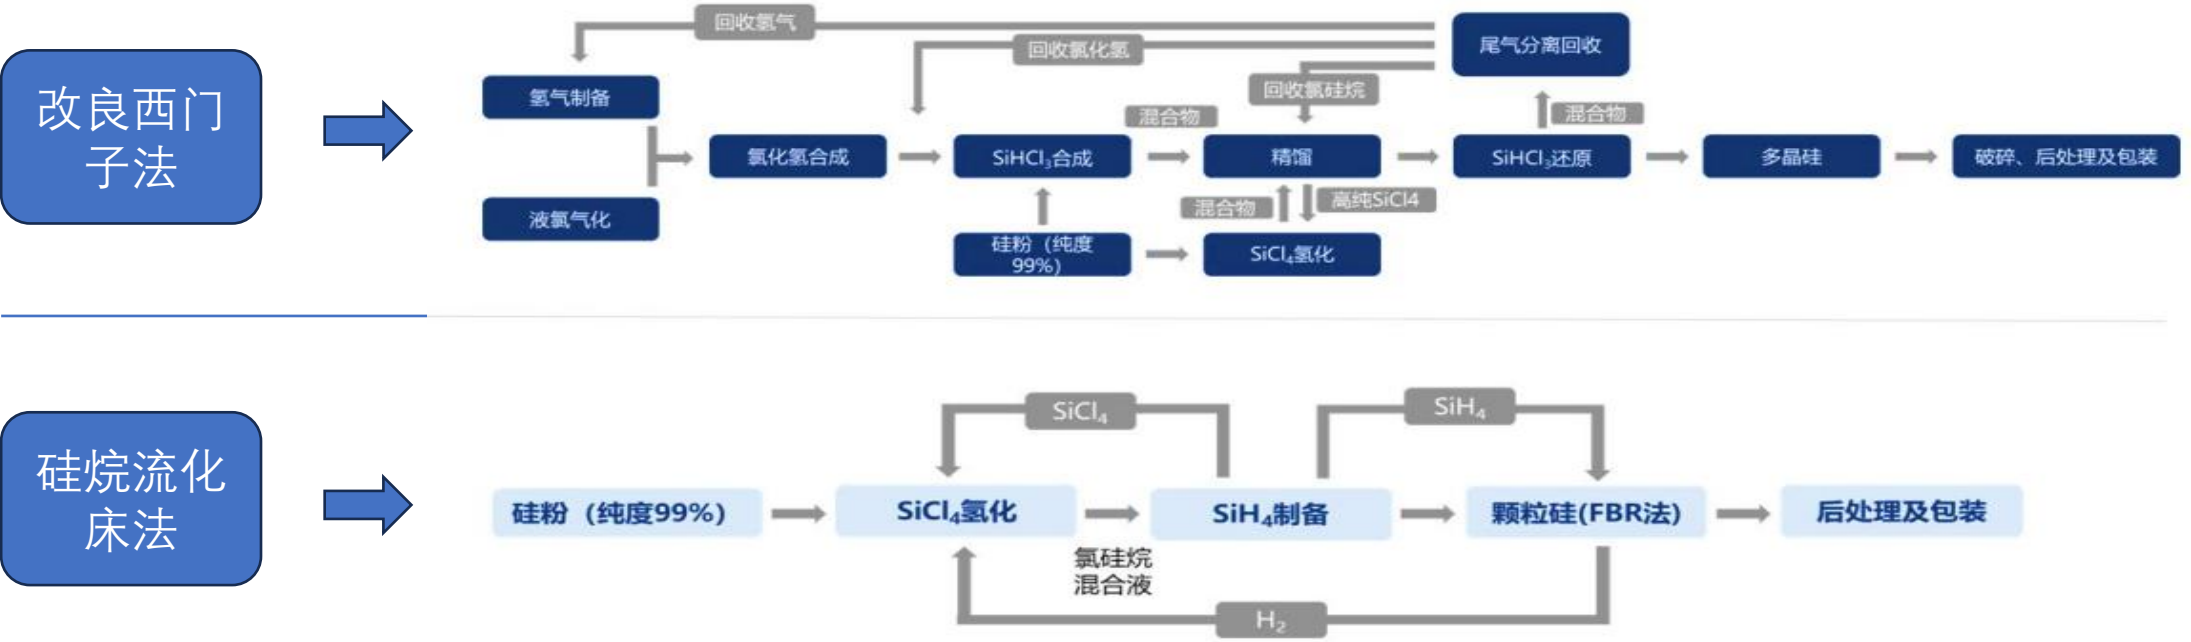 改良西门
子法
回收氢气
回收氯化氢
尾气分离回收
回收氯硅烷
氢气制备
混合物
混合物
氯化氢合成
SiHCl₃合成
精馏
SiHCl₃还原
多晶硅
破碎、后处理及包装
液氯气化
混合物
高纯SiCl4
硅粉（纯度
99%）
SiCl₄氢化
硅烷流化
床法
SiCl₄
SiH₄
硅粉（纯度99%）
SiCl₄氢化
SiH₄制备
颗粒硅(FBR法)
后处理及包装
氯硅烷
混合液
H₂